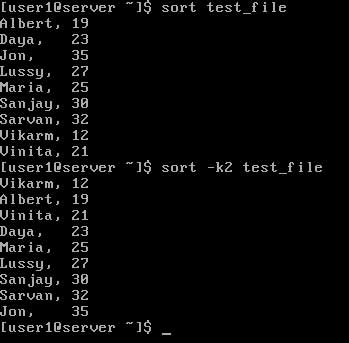 [user1@server ~]$ sort test_file
Albert, 19
Daya,   23
Jon,    35
Lussy,  27
Maria,  25
Sanjay, 30
Sarvan, 32
Vikarm, 12
Vinita, 21
[user1@server ~]$ sort -k2 test_file
Vikarm, 12
Albert, 19
Vinita, 21
Daya,   23
Maria,  25
Lussy,  27
Sanjay, 30
Sarvan, 32
Jon,    35
[user1@server ~]$ _